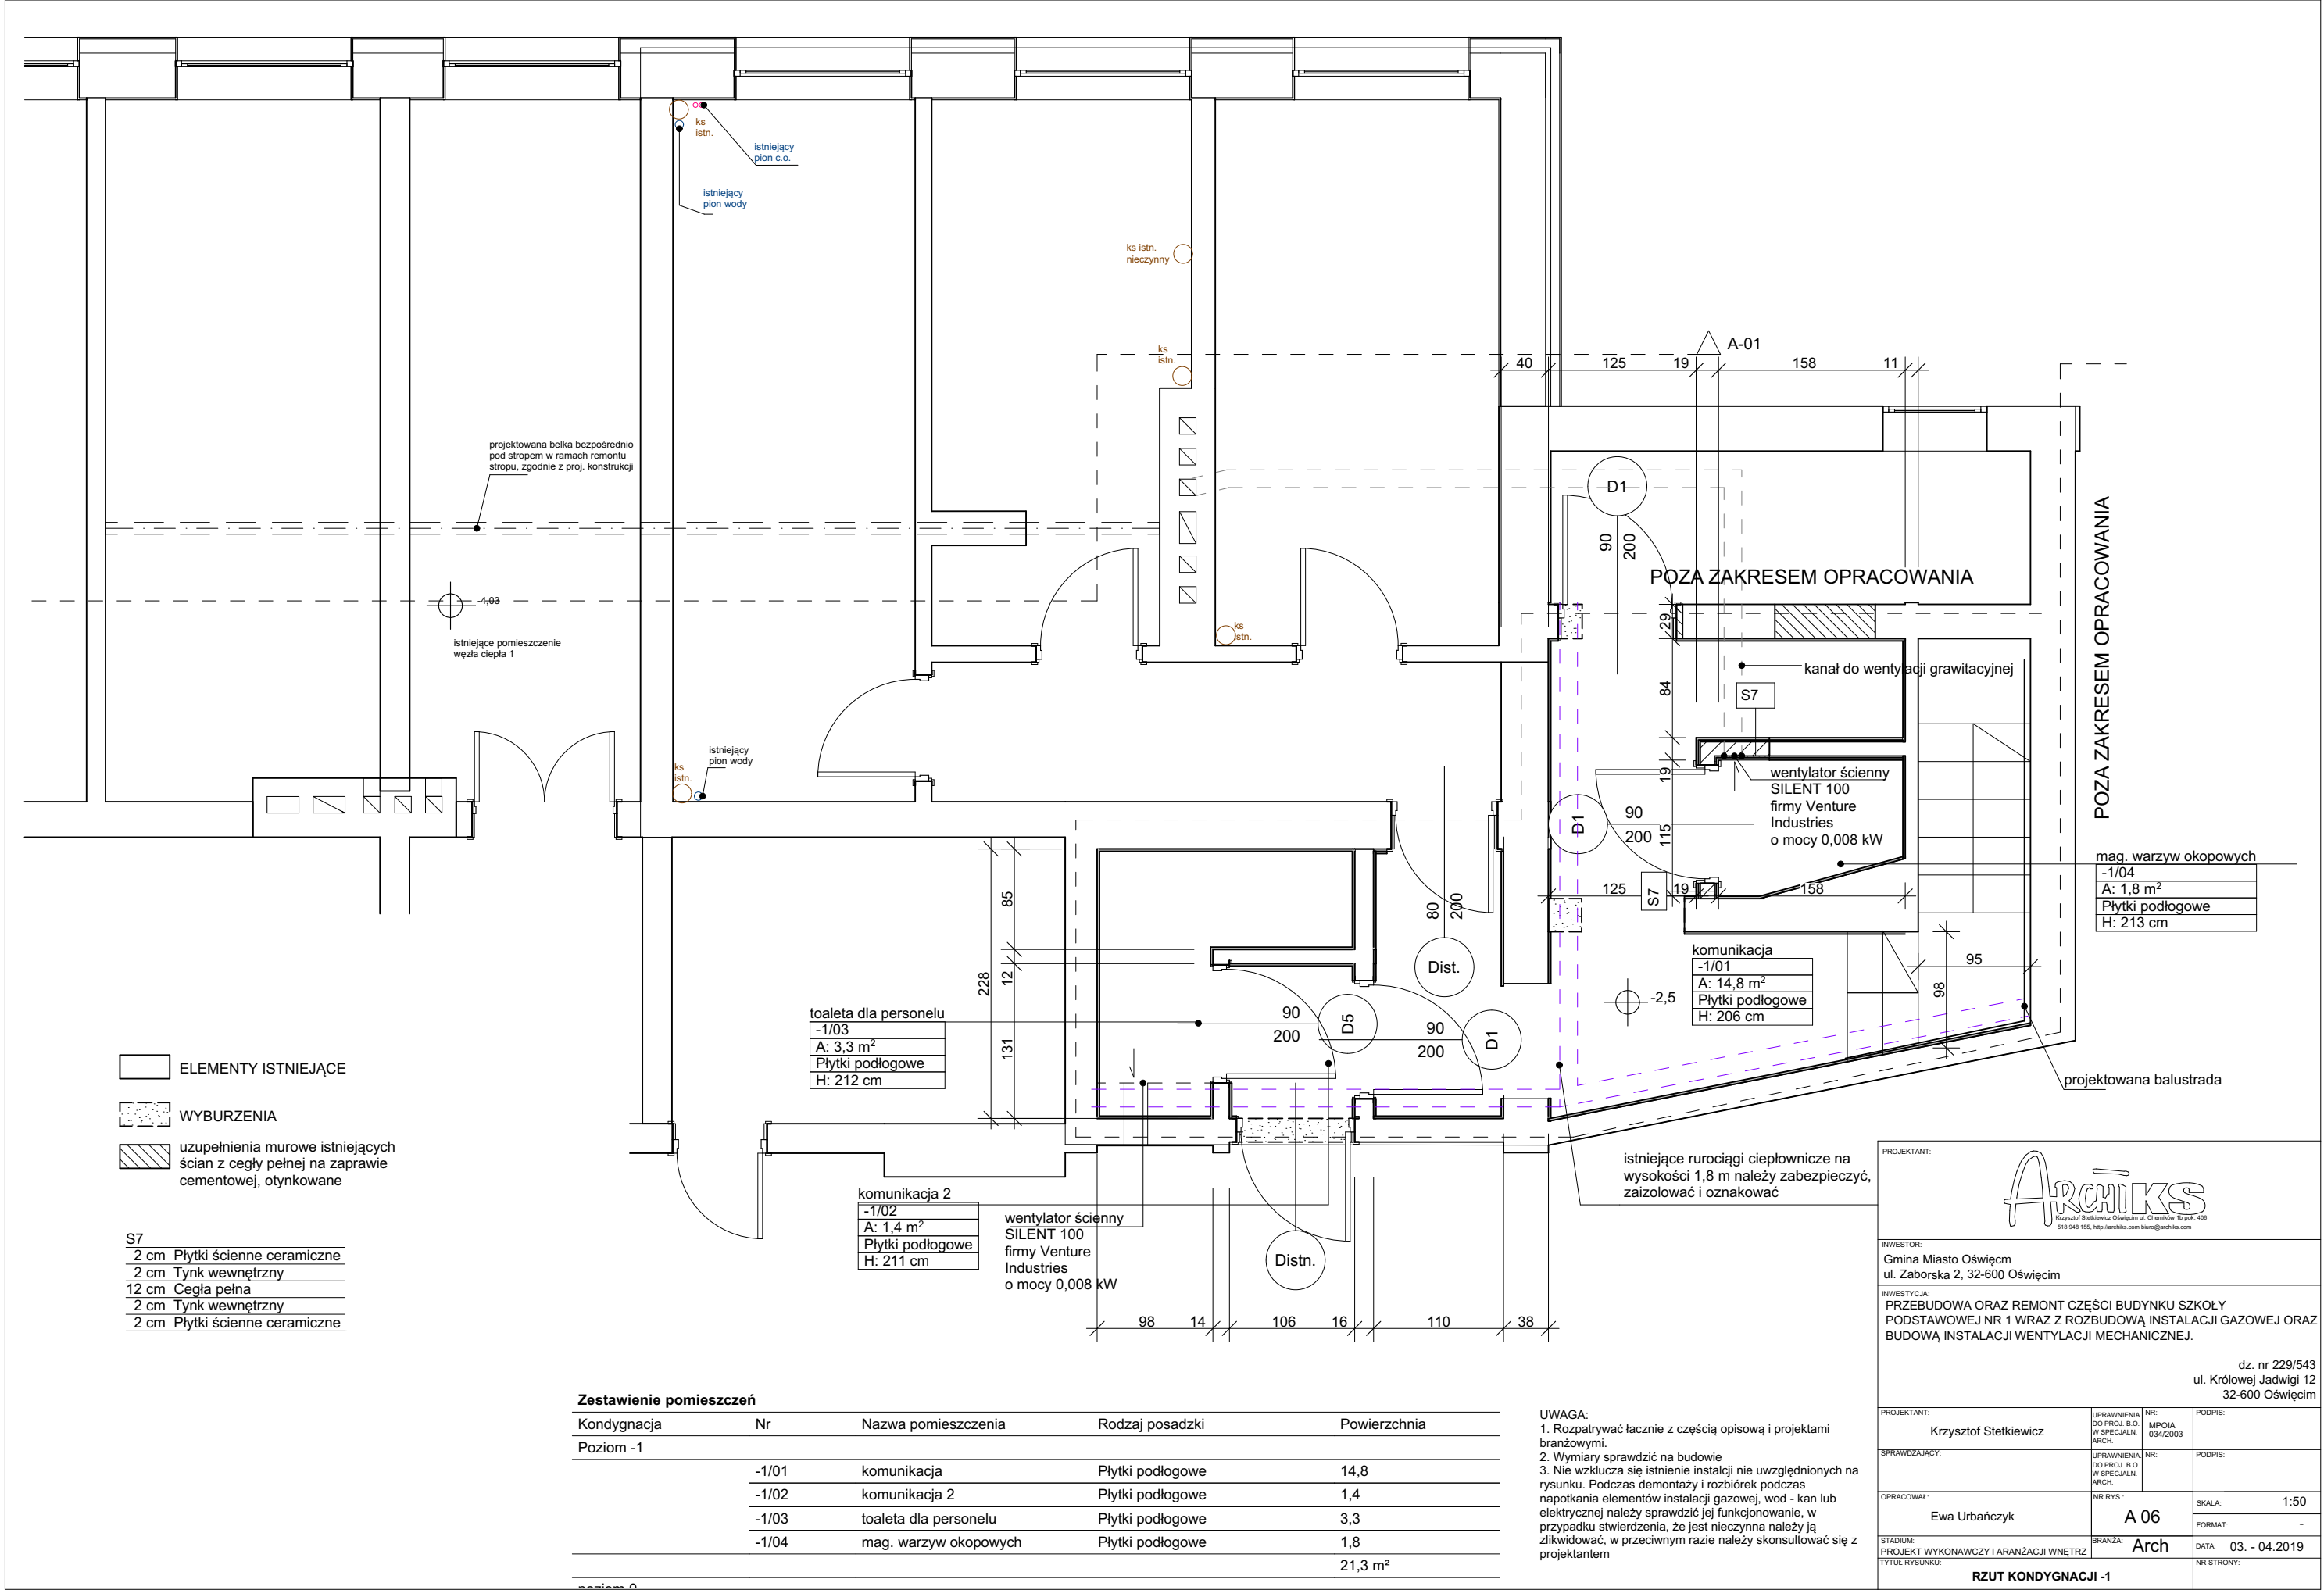 ks
istn.
istniejący
pion c.o.
istniejący
pion wody
ks istn.
nieczynny
ks
istn.
A-01
40
125
19
158
11
projektowana belka bezpośrednio
pod stropem w ramach remontu
stropu, zgodnie z proj. konstrukcji
D1
90
200
POZA ZAKRESEM OPRACOWANIA
POZA ZAKRESEM OPRACOWANIA
-4,03
istniejące pomieszczenie
węzła ciepła 1
ks
istn.
29
84
19
115
kanał do wentylacji grawitacyjnej
S7
istniejący
pion wody
ks
istn.
wentylator ścienny
SILENT 100
firmy Venture
Industries
o mocy 0,008 kW
D1
90
200
mag. warzyw okopowych
-1/04
A: 1,8 m²
Płytki podłogowe
H: 213 cm
125
S7
19
158
85
12
228
131
80
200
Dist.
komunikacja
-1/01
A: 14,8 m²
Płytki podłogowe
H: 206 cm
-2,5
95
98
toaleta dla personelu
-1/03
A: 3,3 m²
Płytki podłogowe
H: 212 cm
90
200
D5
90
200
D1
projektowana balustrada
ELEMENTY ISTNIEJĄCE
WYBURZENIA
uzupełnienia murowe istniejących
ścian z cegły pełnej na zaprawie
cementowej, otynkowane
istniejące rurociągi ciepłownicze na
wysokości 1,8 m należy zabezpieczyć,
zaizolować i oznakować
komunikacja 2
-1/02
A: 1,4 m²
Płytki podłogowe
H: 211 cm
wentylator ścienny
SILENT 100
firmy Venture
Industries
o mocy 0,008 kW
Distn.
S7
2 cm Płytki ścienne ceramiczne
2 cm Tynk wewnętrzny
12 cm Cegła pełna
2 cm Tynk wewnętrzny
2 cm Płytki ścienne ceramiczne
98
14
106
16
110
38
Zestawienie pomieszczeń
Kondygnacja Nr Nazwa pomieszczenia Rodzaj posadzki Powierzchnia
Poziom -1
-1/01 komunikacja Płytki podłogowe 14,8
-1/02 komunikacja 2 Płytki podłogowe 1,4
-1/03 toaleta dla personelu Płytki podłogowe 3,3
-1/04 mag. warzyw okopowych Płytki podłogowe 1,8
21,3 m²
UWAGA:
1. Rozpatrywać łacznie z częścią opisową i projektami
branżowymi.
2. Wymiary sprawdzić na budowie
3. Nie wzklucza się istnienie instalcji nie uwzględnionych na
rysunku. Podczas demontaży i rozbiórek podczas
napotkania elementów instalacji gazowej, wod - kan lub
elektrycznej należy sprawdzić jej funkcjonowanie, w
przypadku stwierdzenia, że jest nieczynna należy ją
zlikwidować, w przeciwnym razie należy skonsultować się z
projektantem
PROJEKTANT:
ARCHIKS
Krzysztof Stetkiewicz Oświęcim ul. Chemików 1b pok. 406
518 948 155, http://archiks.com biuro@archiks.com
INWESTOR:
Gmina Miasto Oświęcm
ul. Zaborska 2, 32-600 Oświęcim
INWESTYCJA:
PRZEBUDOWA ORAZ REMONT CZĘŚCI BUDYNKU SZKOŁY
PODSTAWOWEJ NR 1 WRAZ Z ROZBUDOWĄ INSTALACJI GAZOWEJ ORAZ
BUDOWĄ INSTALACJI WENTYLACJI MECHANICZNEJ.
dz. nr 229/543
ul. Królowej Jadwigi 12
32-600 Oświęcim
PROJEKTANT:
Krzysztof Stetkiewicz
UPRAWNIENIA
DO PROJ. B.O.
W SPECJALN.
ARCH.
NR:
MPOIA
034/2003
PODPIS:
SPRAWDZAJĄCY:
UPRAWNIENIA
DO PROJ. B.O.
W SPECJALN.
ARCH.
NR:
PODPIS:
OPRACOWAŁ:
Ewa Urbańczyk
NR RYS.:
A 06
SKALA: 1:50
FORMAT: -
STADIUM:
PROJEKT WYKONAWCZY I ARANŻACJI WNĘTRZ
BRANŻA: Arch
DATA: 03. - 04.2019
TYTUŁ RYSUNKU:
RZUT KONDYGNACJI -1
NR STRONY: